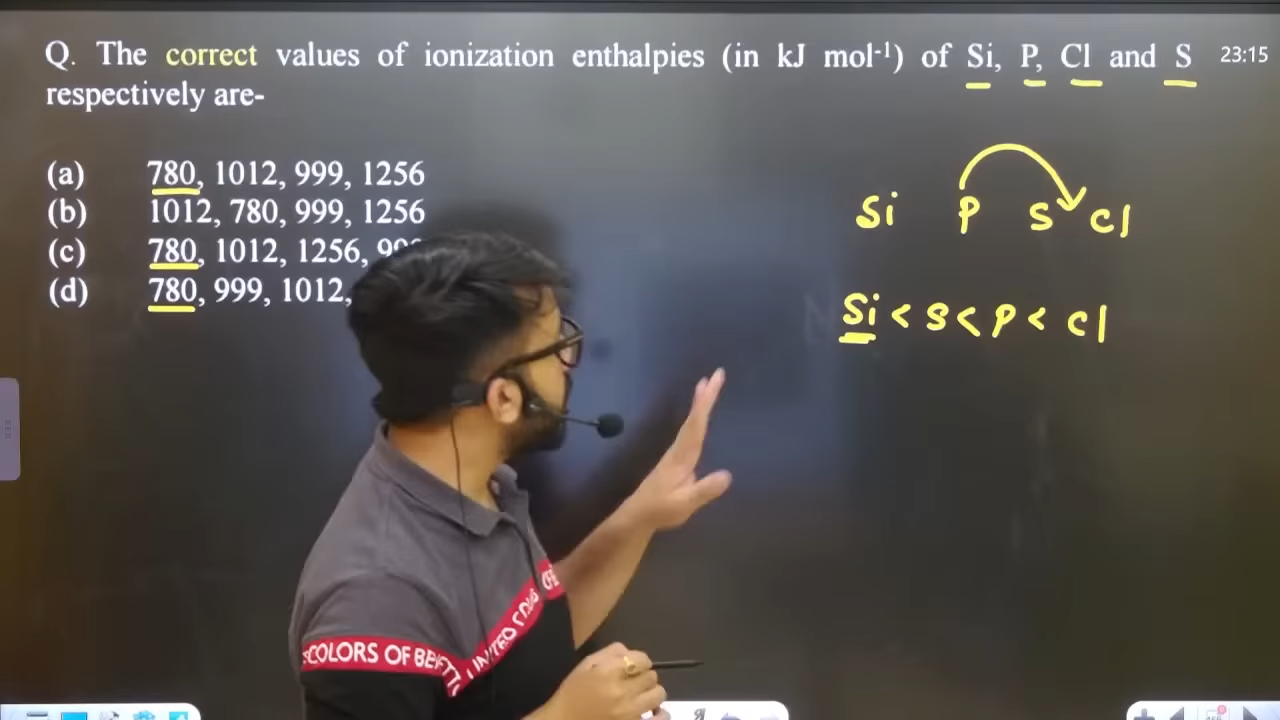 Q. The correct values of ionization enthalpies (in kJ mol⁻¹) of Si, P, Cl and S
23:15
respectively are-
(a) 780, 1012, 999, 1256
(b) 1012, 780, 999, 1256
(c) 780, 1012, 1256,
(d) 780, 999, 1012,
Si P S Cl
Si < S < P < Cl
COLORS OF BENETT
UNITED